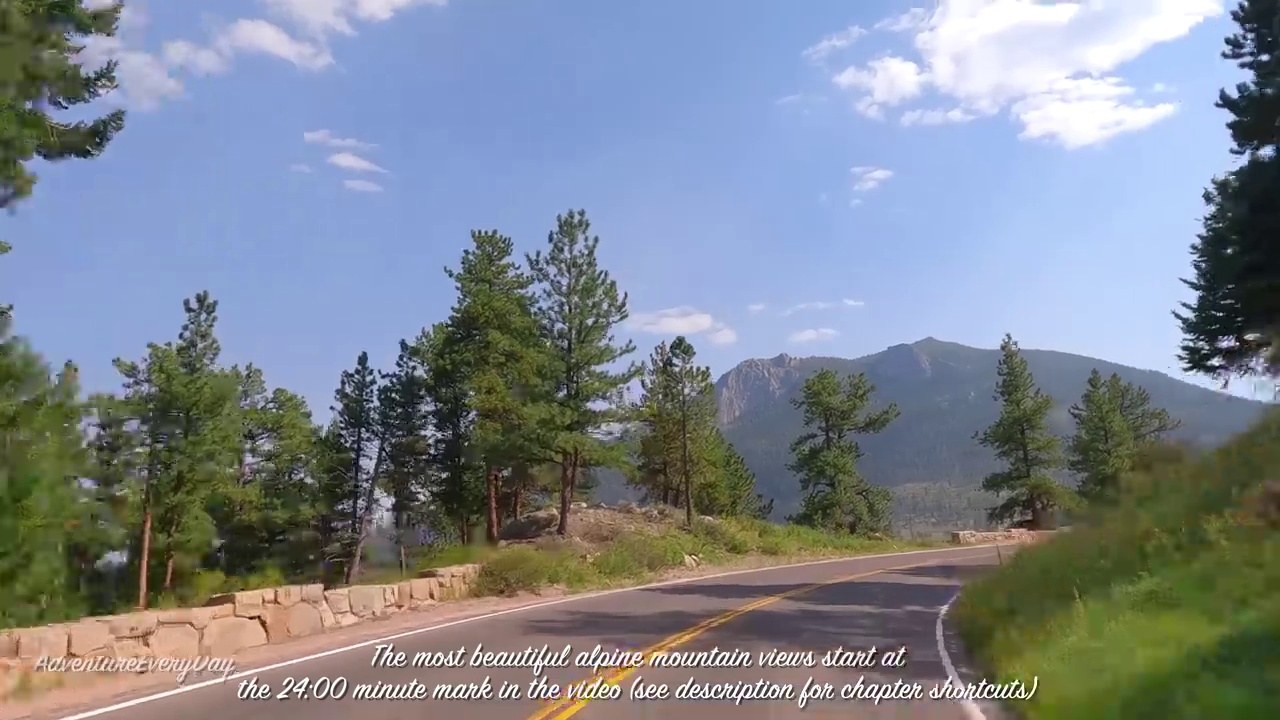 The most beautiful alpine mountain views start at
AdventureEveryDay
the 24:00 minute mark in the video (see description for chapter shortcuts)